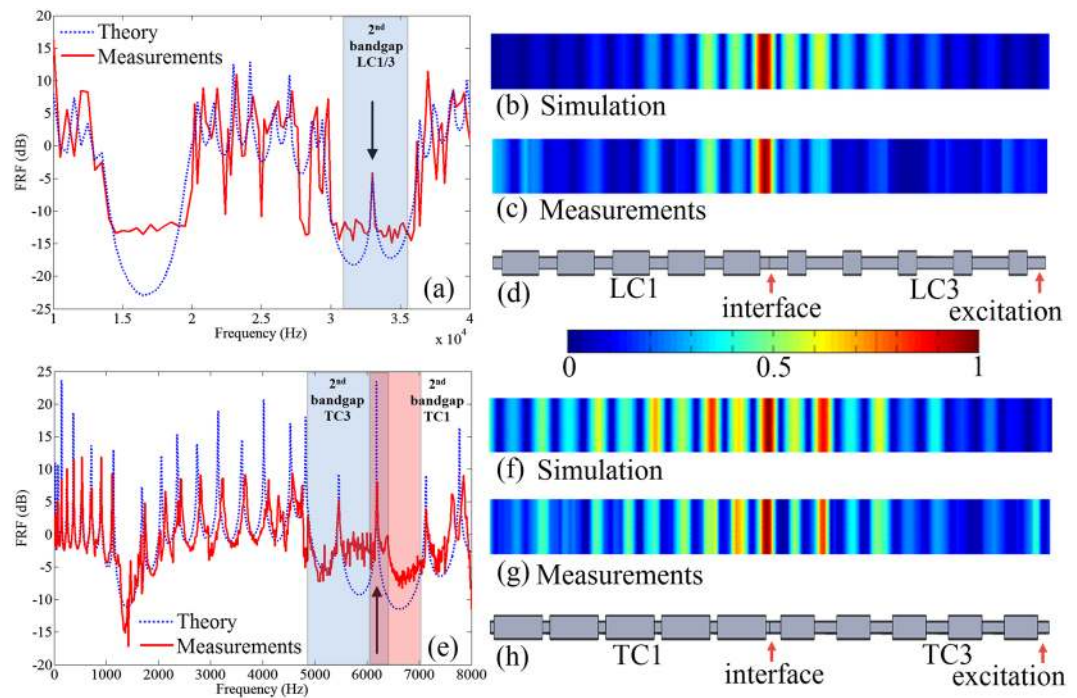 20
15
10
5
0
-5
-10
-15
-20
-25
FRF (dB)
Theory
Measurements
2nd
bandgap
LC1/3
(a)
1 1.5 2 2.5 3 3.5 4
Frequency (Hz)
x 10^4
(b) Simulation
(c) Measurements
(d)
LC1
LC3
interface
excitation
0 0.5 1
25
20
15
10
5
0
-5
-10
-15
20
FRF (dB)
2nd
bandgap
TC3
2nd
bandgap
TC1
Theory
Measurements
(e)
0 1000 2000 3000 4000 5000 6000 7000 8000
Frequency (Hz)
(f) Simulation
(g) Measurements
(h)
TC1
TC3
interface
excitation